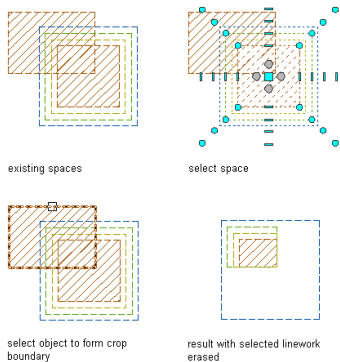 existing spaces
select space
select object to form crop
boundary
result with selected linework
erased